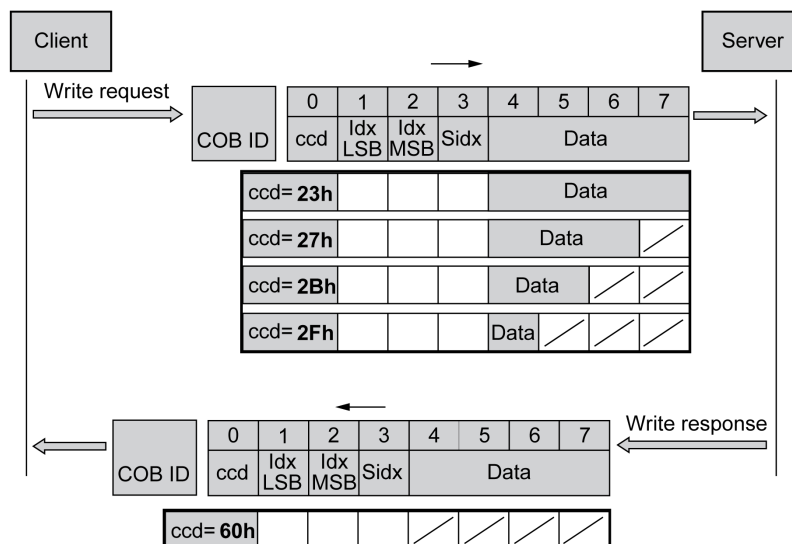 Client
Server
Write request
0 1 2 3 4 5 6 7
COB ID
ccd
Idx LSB
Idx MSB
Sidx
Data
ccd= 23h
Data
ccd= 27h
Data
ccd= 2Bh
Data
ccd= 2Fh
Data
Write response
0 1 2 3 4 5 6 7
COB ID
ccd
Idx LSB
Idx MSB
Sidx
Data
ccd= 60h